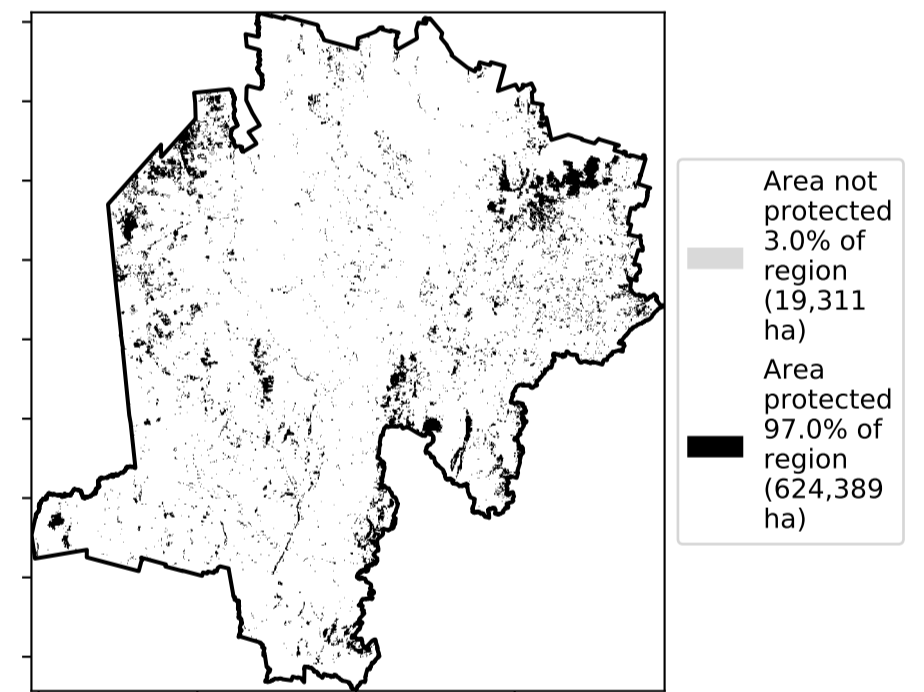 Area not
protected
3.0% of
region
(19,311
ha)
Area
protected
97.0% of
region
(624,389
ha)